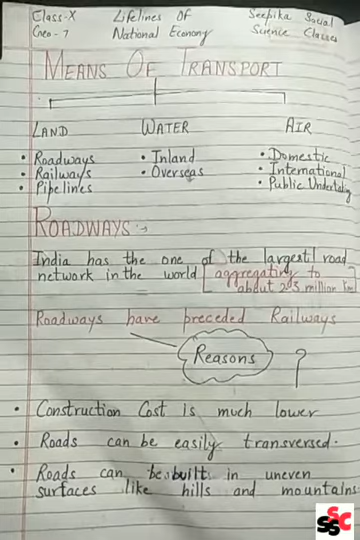 Class-X Lifelines Of Seepika Social
Geo-7 National Economy Science Classes
MEANS OF TRANSPORT
LAND WATER AIR
• Roadways • Inland • Domestic
• Railways • Overseas • International
• Pipelines • Public Undertaking
ROADWAYS :→
India has the one of the largest road
network in the world [aggregating to
about 2.3 million km]
Roadways have preceded Railways
Reasons ?
• Construction Cost is much lower
• Roads can be easily transversed.
• Roads can be built in uneven
surfaces like hills and mountains
SSSC